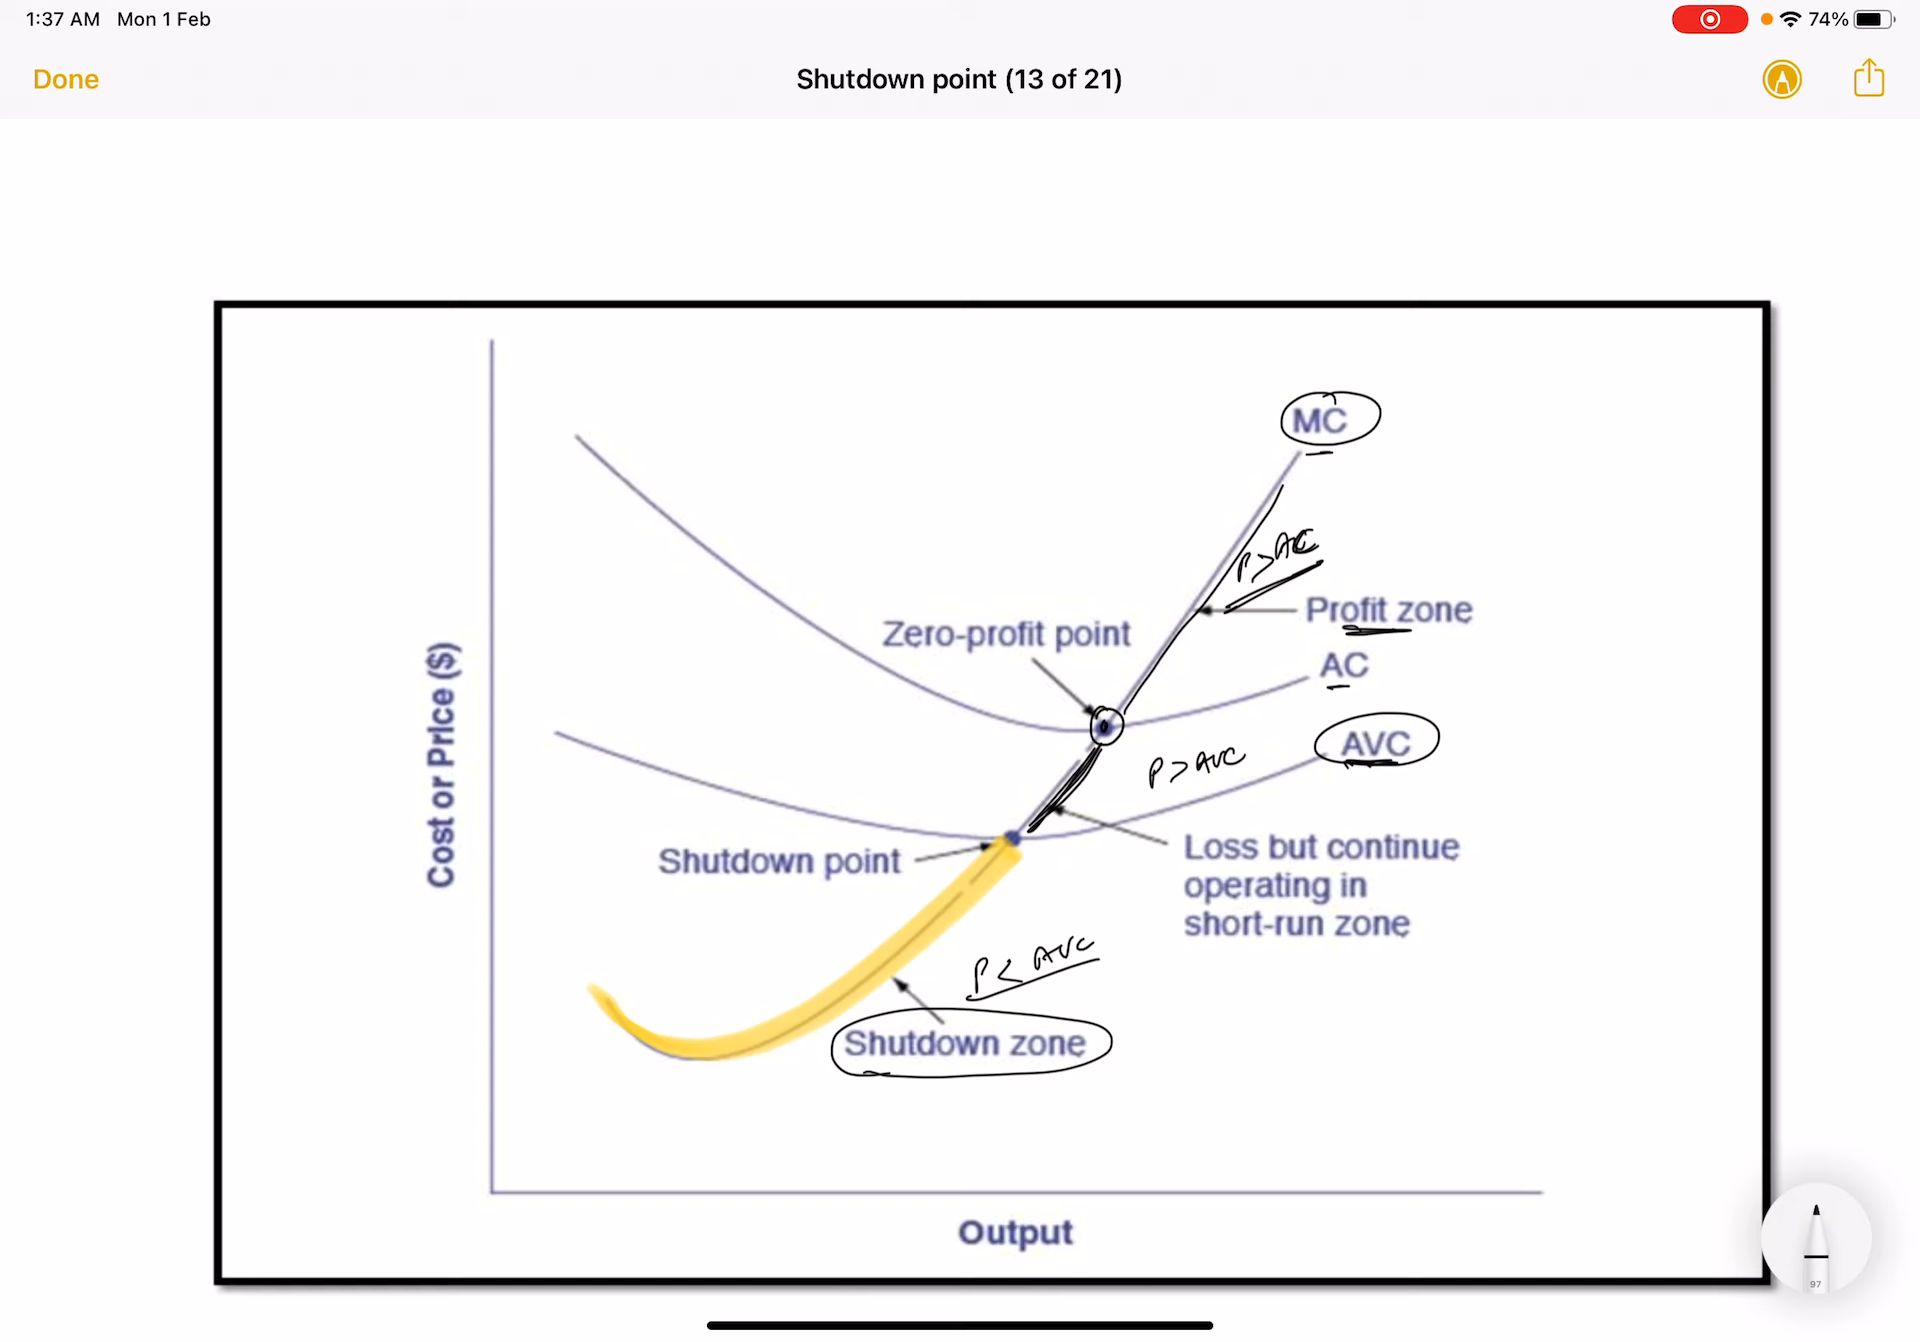 1:37 AM Mon 1 Feb
74%
Done
Shutdown point (13 of 21)
MC
P>AC
Profit zone
Zero-profit point
AC
AVC
P>AVC
Cost or Price ($)
Shutdown point
Loss but continue
operating in
short-run zone
P< AVC
Shutdown zone
Output
97